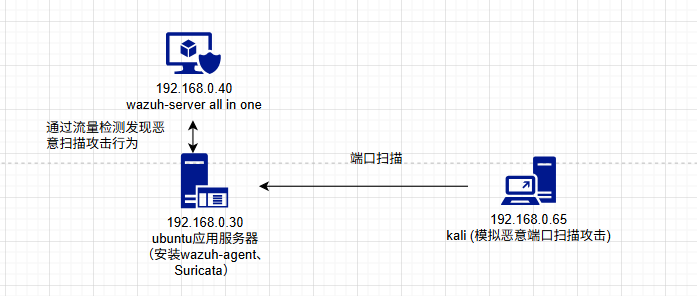 192.168.0.40
wazuh-server all in one
通过流量检测发现恶
意扫描攻击行为
端口扫描
192.168.0.30
ubuntu应用服务器
（安装wazuh-agent、
Suricata）
192.168.0.65
kali (模拟恶意端口扫描攻击)